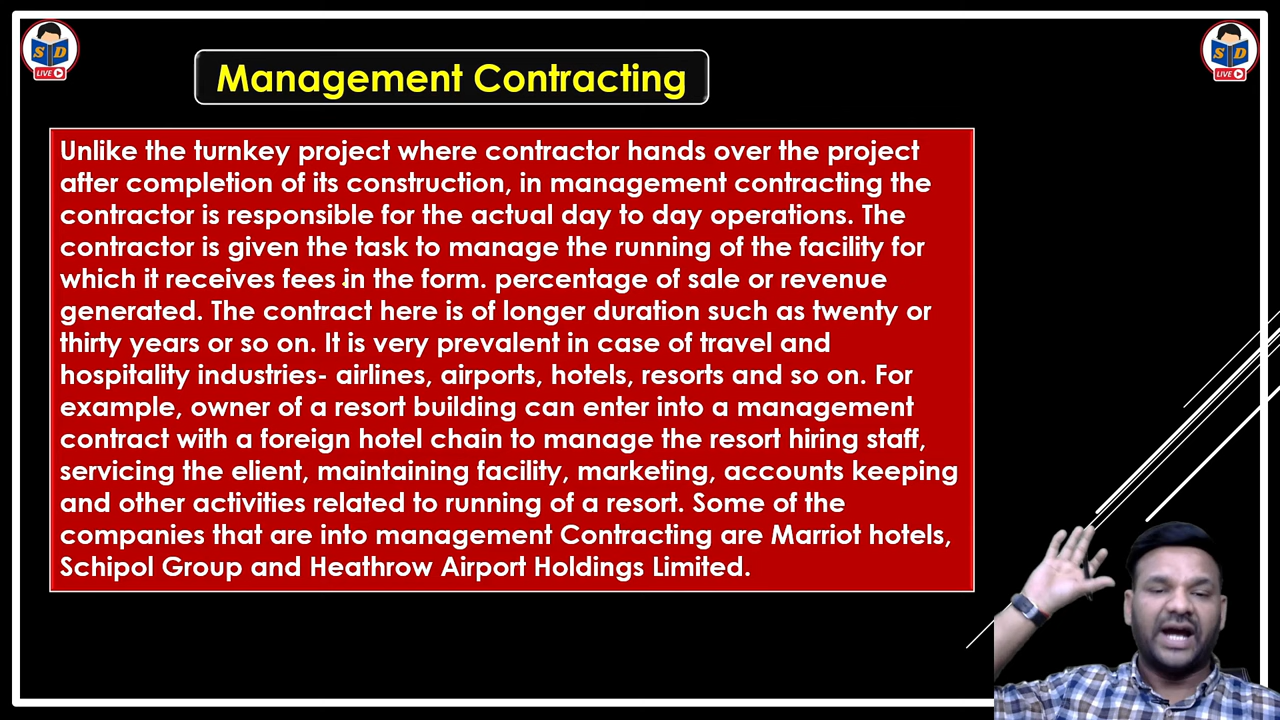 S D
LIVE
S D
LIVE
Management Contracting
Unlike the turnkey project where contractor hands over the project
after completion of its construction, in management contracting the
contractor is responsible for the actual day to day operations. The
contractor is given the task to manage the running of the facility for
which it receives fees in the form. percentage of sale or revenue
generated. The contract here is of longer duration such as twenty or
thirty years or so on. It is very prevalent in case of travel and
hospitality industries- airlines, airports, hotels, resorts and so on. For
example, owner of a resort building can enter into a management
contract with a foreign hotel chain to manage the resort hiring staff,
servicing the elient, maintaining facility, marketing, accounts keeping
and other activities related to running of a resort. Some of the
companies that are into management Contracting are Marriot hotels,
Schipol Group and Heathrow Airport Holdings Limited.